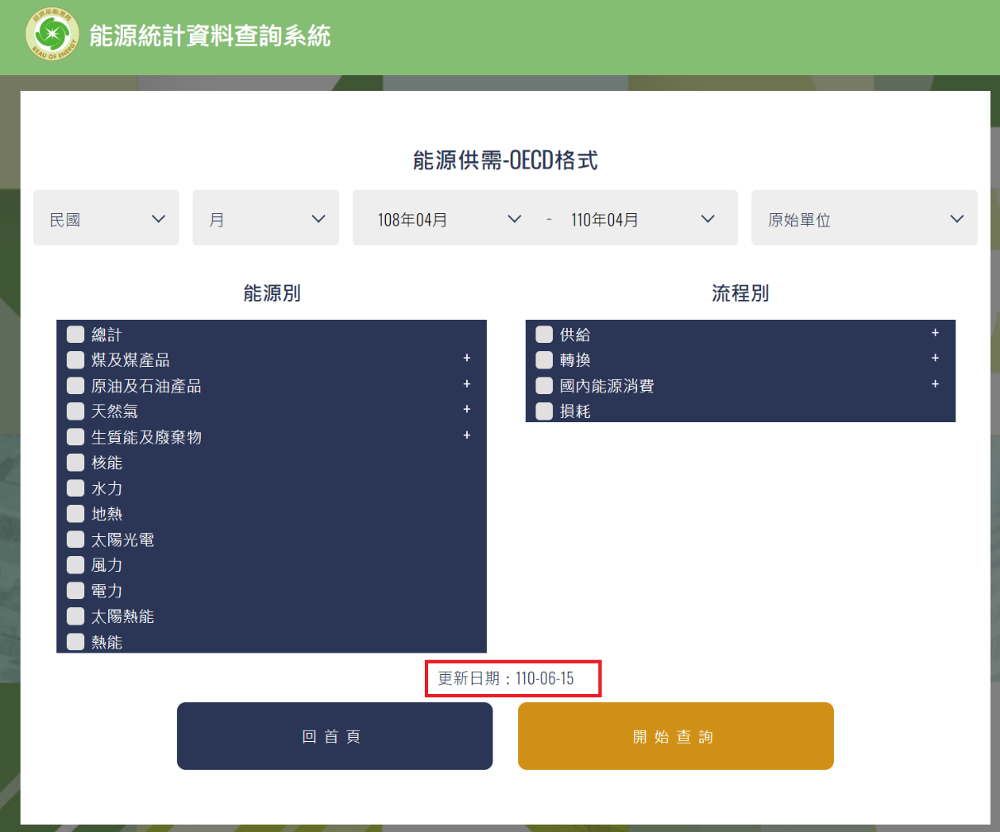 經濟部能源局
REAU OF ENERGY
能源統計資料查詢系統
能源供需-OECD格式
民國
月
108年04月 ~ 110年04月
原始單位
能源別
總計
煤及煤產品 +
原油及石油產品 +
天然氣 +
生質能及廢棄物 +
核能
水力
地熱
太陽光電
風力
電力
太陽熱能
熱能
流程別
供給 +
轉換 +
國內能源消費 +
損耗
更新日期：110-06-15
回首頁
開始查詢